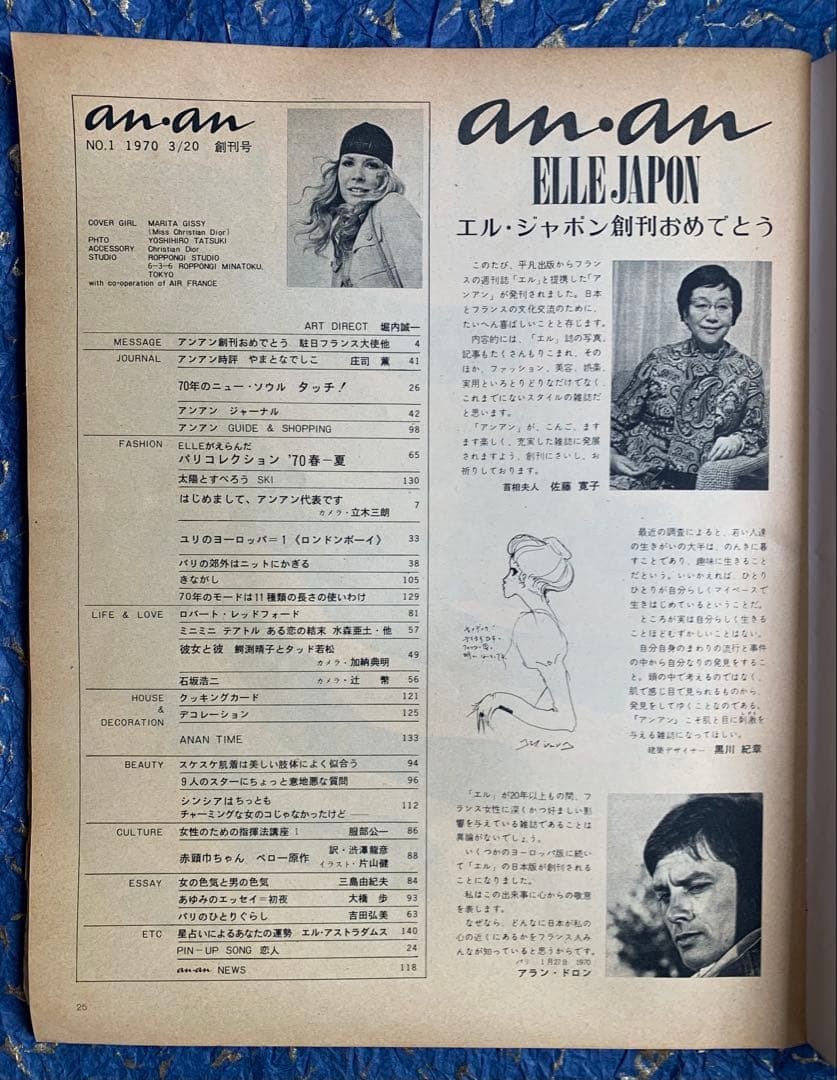 an·an
NO.1 1970 3/20 創刊号
COVER GIRL MARITA GISSY
(Miss Christian Dior)
PHTO YOSHIHIRO TATSUKI
ACCESSORY Christian Dior
STUDIO ROPPONGI STUDIO
6-3-6 ROPPONGI MINATOKU,
TOKYO
with co-operation of AIR FRANCE
ART DIRECT 堀内誠一
MESSAGE アンアン創刊おめでとう 駐日フランス大使他 4
JOURNAL アンアン時評 やまとなでしこ 庄司 薫 41
70年のニュー・ソウル タッチ! 26
アンアン ジャーナル 42
アンアン GUIDE & SHOPPING 98
FASHION ELLEがえらんだ
パリコレクション '70春-夏 65
太陽とすべろう SKI 130
はじめまして、アンアン代表です 7
カメラ・立木三朗
ユリのヨーロッパ=1《ロンドンボーイ》 33
パリの郊外はニットにかぎる 38
きながし 105
70年のモードは11種類の長さの使いわけ 129
LIFE & LOVE ロバート・レッドフォード 81
ミニミニ テアトル ある恋の結末 水森亜土・他 57
彼女と彼 鰐渕晴子とタッド若松 49
カメラ・加納典明
石坂浩二 カメラ・辻 幣 56
HOUSE & DECORATION クッキングカード 121
デコレーション 125
ANAN TIME 133
BEAUTY スケスケ肌着は美しい肢体によく似合う 94
9人のスターにちょっと意地悪な質問 96
シンシアはちっとも
チャーミングな女のコじゃなかったけど── 112
CULTURE 女性のための指揮法講座 1 服部公一 86
赤頭巾ちゃん ペロー原作 訳・渋澤龍彦 88
イラスト・片山健
ESSAY 女の色気と男の色気 三島由紀夫 84
あゆみのエッセイ=初夜 大橋 歩 93
パリのひとりぐらし 吉田弘美 63
ETC 星占いによるあなたの運勢 エル・アストラダムス 140
PIN-UP SONG 恋人 24
an·an NEWS 118
25
an·an
ELLE JAPON
エル・ジャポン創刊おめでとう
このたび、平凡出版からフラン
スの週刊誌「エル」と提携した「ア
ンアン」が発刊されました。日本
とフランスの文化交流のために、
たいへん喜ばしいことと存じます。
内容的には、「エル」誌の写真、
記事もたくさんもりこまれ、その
ほか、ファッション、美容、娯楽、
実用といろとりどりなだけでなく、
これまでにないスタイルの雑誌だ
と思います。
「アンアン」が、こんご、ますま
す楽しく、充実した雑誌に発展
されますよう、創刊にさいし、お
祈りしております。
首相夫人 佐藤 寛子
最近の調査によると、若い人達
の生きがいの大半は、のんきに暮
すことであり、趣味に生きること
だという。いいかえれば、ひとり
ひとりが自分らしくマイペースで
生きはじめているということだ。
ところが実は自分らしく生きる
ことほどむずかしいことはない。
自分自身のまわりの流行と事件
の中から自分なりの発見をするこ
と。頭の中で考えるのではなく、
肌で感じ目で見られるものから、
発見をしてゆくことなのである。
『アンアン』こそ肌と目に刺激を
与える雑誌になってほしい。
建築デザイナー 黒川 紀章
「エル」が20年以上もの間、フ
ランス女性に深くかつ好ましい影
響を与えている雑誌であることは
異論がないでしょう。
いくつかのヨーロッパ版に続い
て「エル」の日本版が創刊される
ことになりました。
私はこの出来事に心からの敬意
を表します。
なぜなら、どんなに日本が私の
心の近くにあるかをフランス人み
んなが知っていると思うからです。
パリ 1月27日 1970
アラン・ドロン